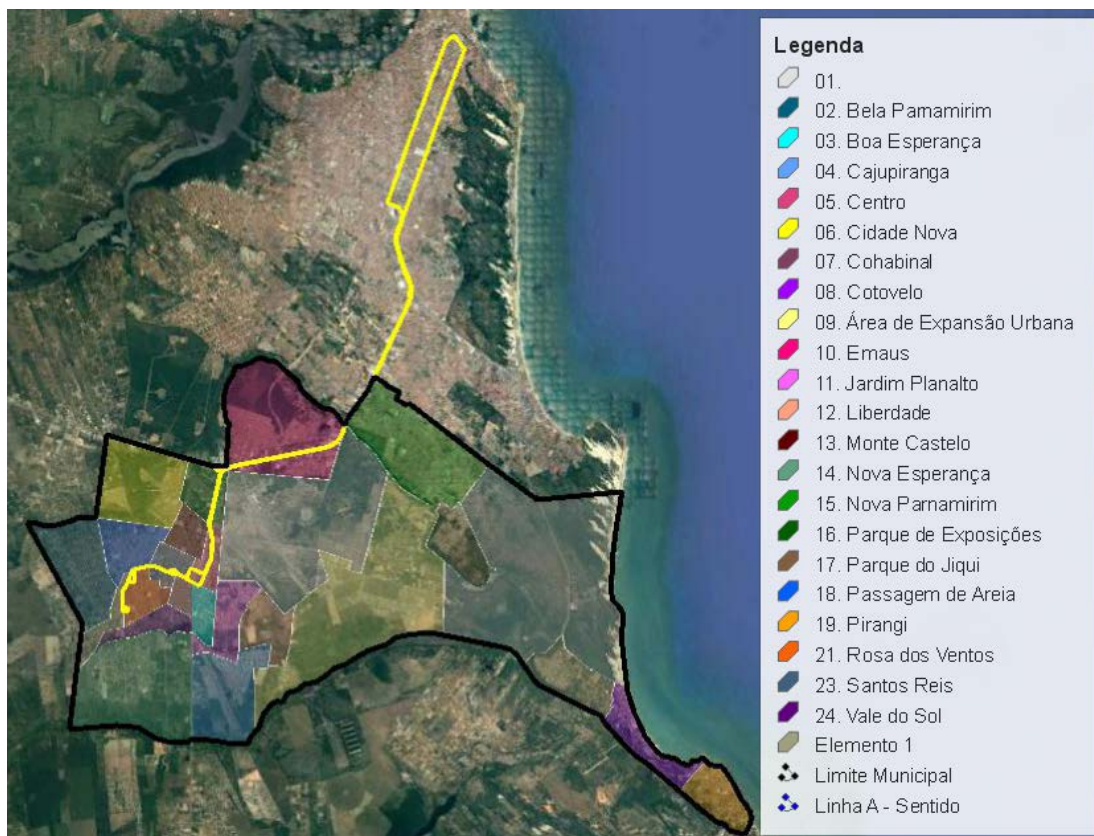 Legenda
01.
02. Bela Parnamirim
03. Boa Esperança
04. Cajupiranga
05. Centro
06. Cidade Nova
07. Cohabinal
08. Cotovelo
09. Área de Expansão Urbana
10. Emaus
11. Jardim Planalto
12. Liberdade
13. Monte Castelo
14. Nova Esperança
15. Nova Parnamirim
16. Parque de Exposições
17. Parque do Jiqui
18. Passagem de Areia
19. Pirangi
21. Rosa dos Ventos
23. Santos Reis
24. Vale do Sol
Elemento 1
Limite Municipal
Linha A - Sentido